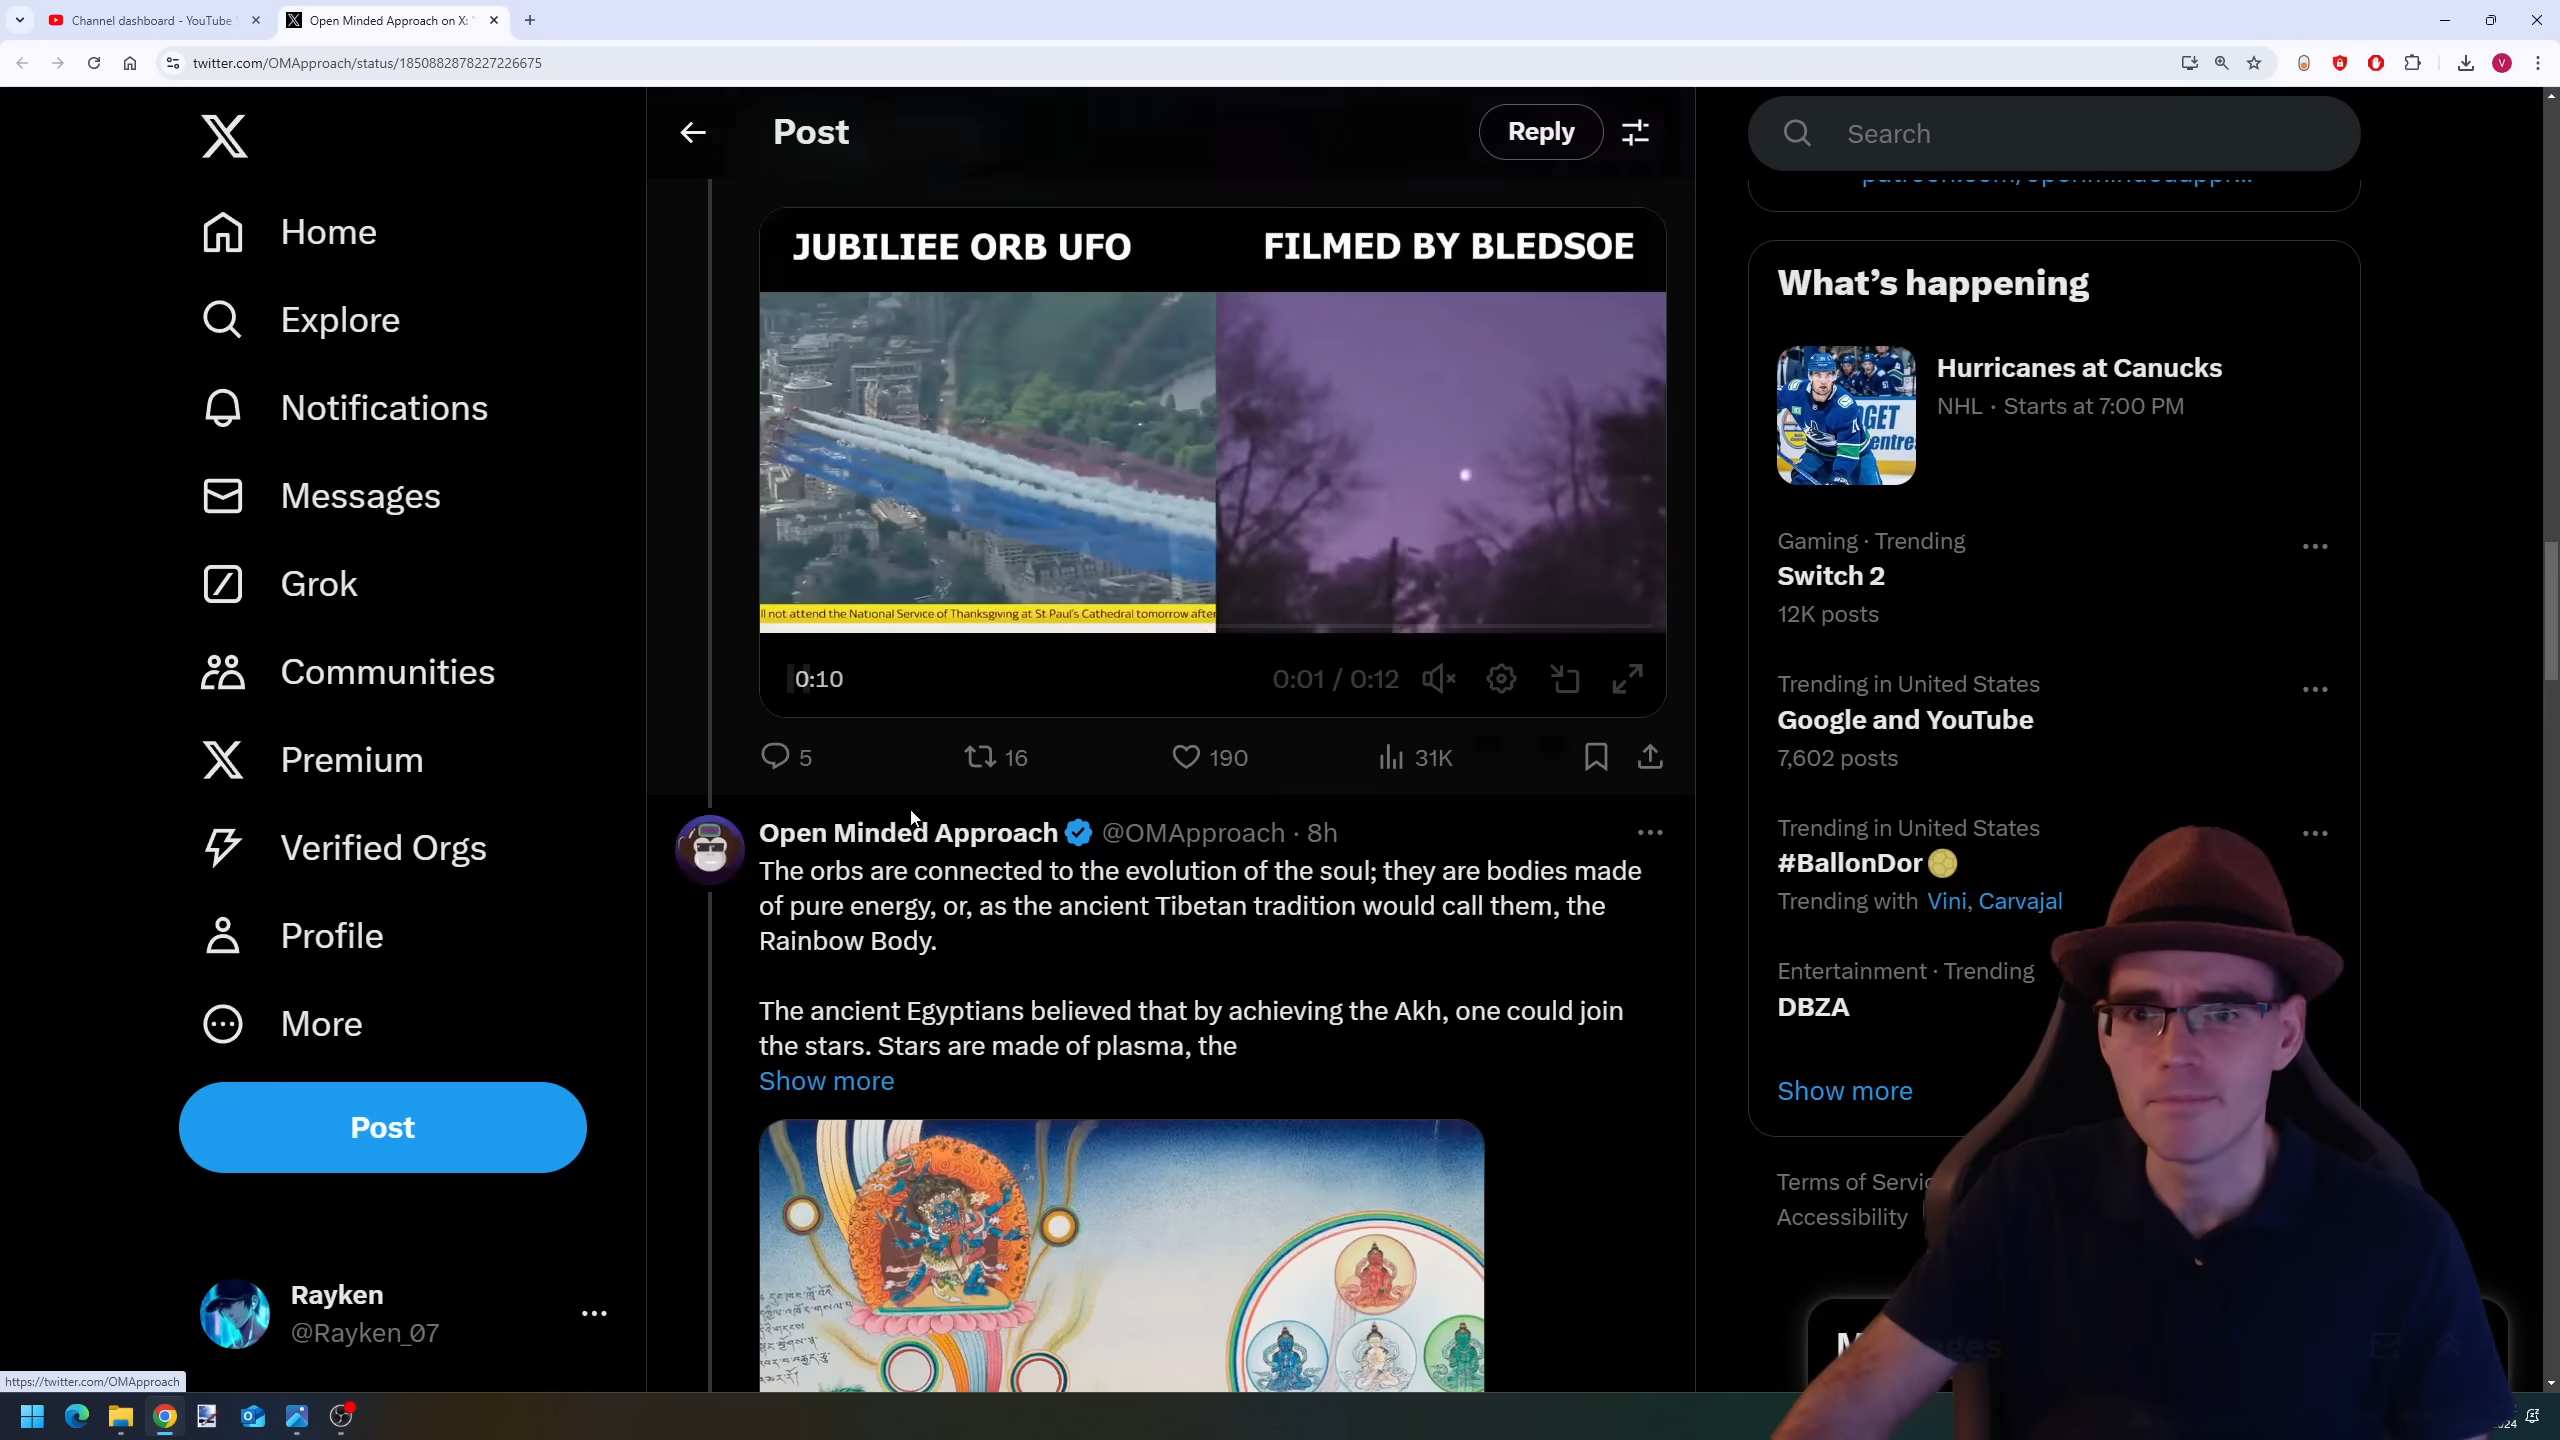 Channel dashboard - YouTube
Open Minded Approach on X:
twitter.com/OMApproach/status/1850882878227226675
V
Home
Explore
Notifications
Messages
Grok
Communities
Premium
Verified Orgs
Profile
More
Post
Rayken
@Rayken_07
https://twitter.com/OMApproach
Post
Reply
JUBILIEE ORB UFO
FILMED BY BLEDSOE
ll not attend the National Service of Thanksgiving at St Paul's Cathedral tomorrow after
0:10
0:01 / 0:12
5
16
190
31K
Open Minded Approach @OMApproach · 8h
The orbs are connected to the evolution of the soul; they are bodies made
of pure energy, or, as the ancient Tibetan tradition would call them, the
Rainbow Body.
The ancient Egyptians believed that by achieving the Akh, one could join
the stars. Stars are made of plasma, the
Show more
Search
What's happening
Hurricanes at Canucks
NHL · Starts at 7:00 PM
Gaming · Trending
Switch 2
12K posts
Trending in United States
Google and YouTube
7,602 posts
Trending in United States
#BallonDor
Trending with Vini, Carvajal
Entertainment · Trending
DBZA
Show more
Terms of Servic
Accessibility